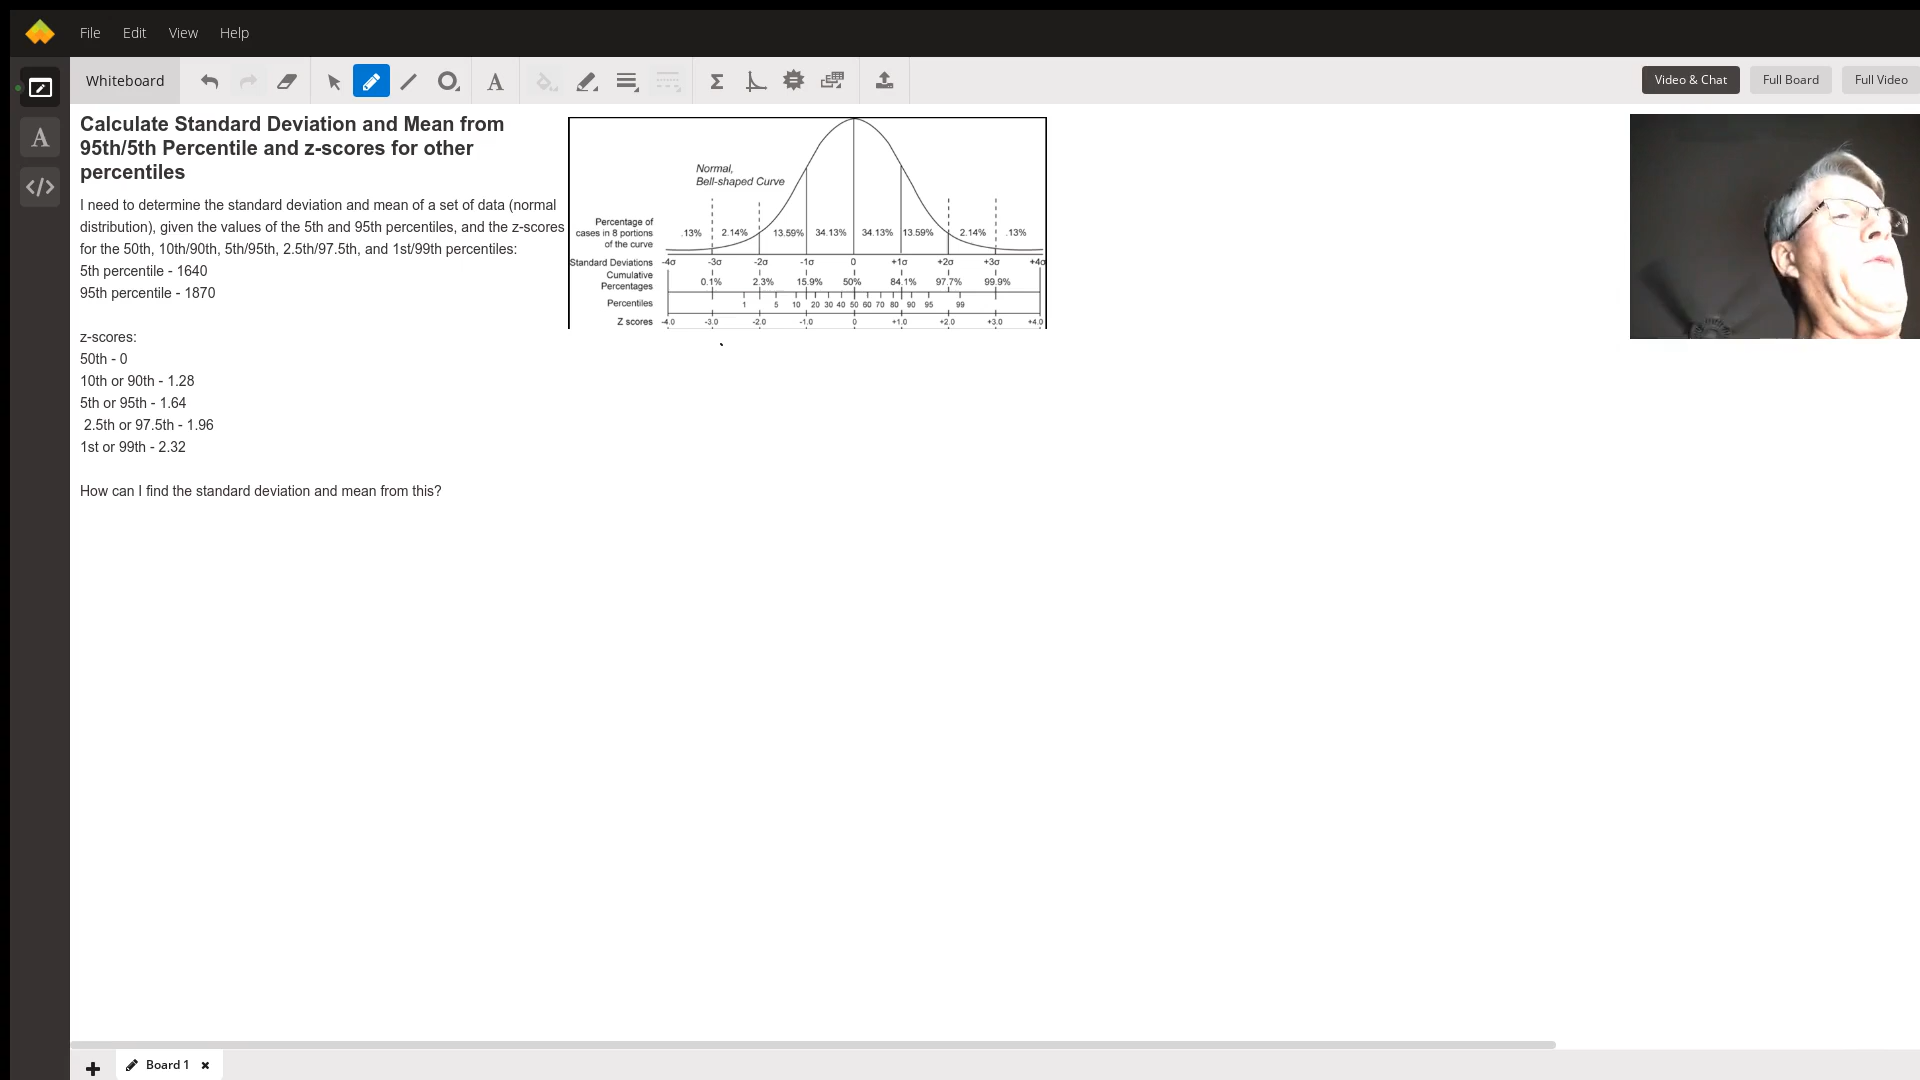 File Edit View Help
Whiteboard
Video & Chat Full Board Full Video
Calculate Standard Deviation and Mean from
95th/5th Percentile and z-scores for other
percentiles
I need to determine the standard deviation and mean of a set of data (normal
distribution), given the values of the 5th and 95th percentiles, and the z-scores
for the 50th, 10th/90th, 5th/95th, 2.5th/97.5th, and 1st/99th percentiles:
5th percentile - 1640
95th percentile - 1870
z-scores:
50th - 0
10th or 90th - 1.28
5th or 95th - 1.64
2.5th or 97.5th - 1.96
1st or 99th - 2.32
How can I find the standard deviation and mean from this?
Normal,
Bell-shaped Curve
Percentage of
cases in 8 portions
of the curve
.13% 2.14% 13.59% 34.13% 34.13% 13.59% 2.14% .13%
Standard Deviations -4σ -3σ -2σ -1σ 0 +1σ +2σ +3σ +4σ
Cumulative
Percentages 0.1% 2.3% 15.9% 50% 84.1% 97.7% 99.9%
Percentiles 1 5 10 20 30 40 50 60 70 80 90 95 99
Z scores -4.0 -3.0 -2.0 -1.0 0 +1.0 +2.0 +3.0 +4.0
Board 1